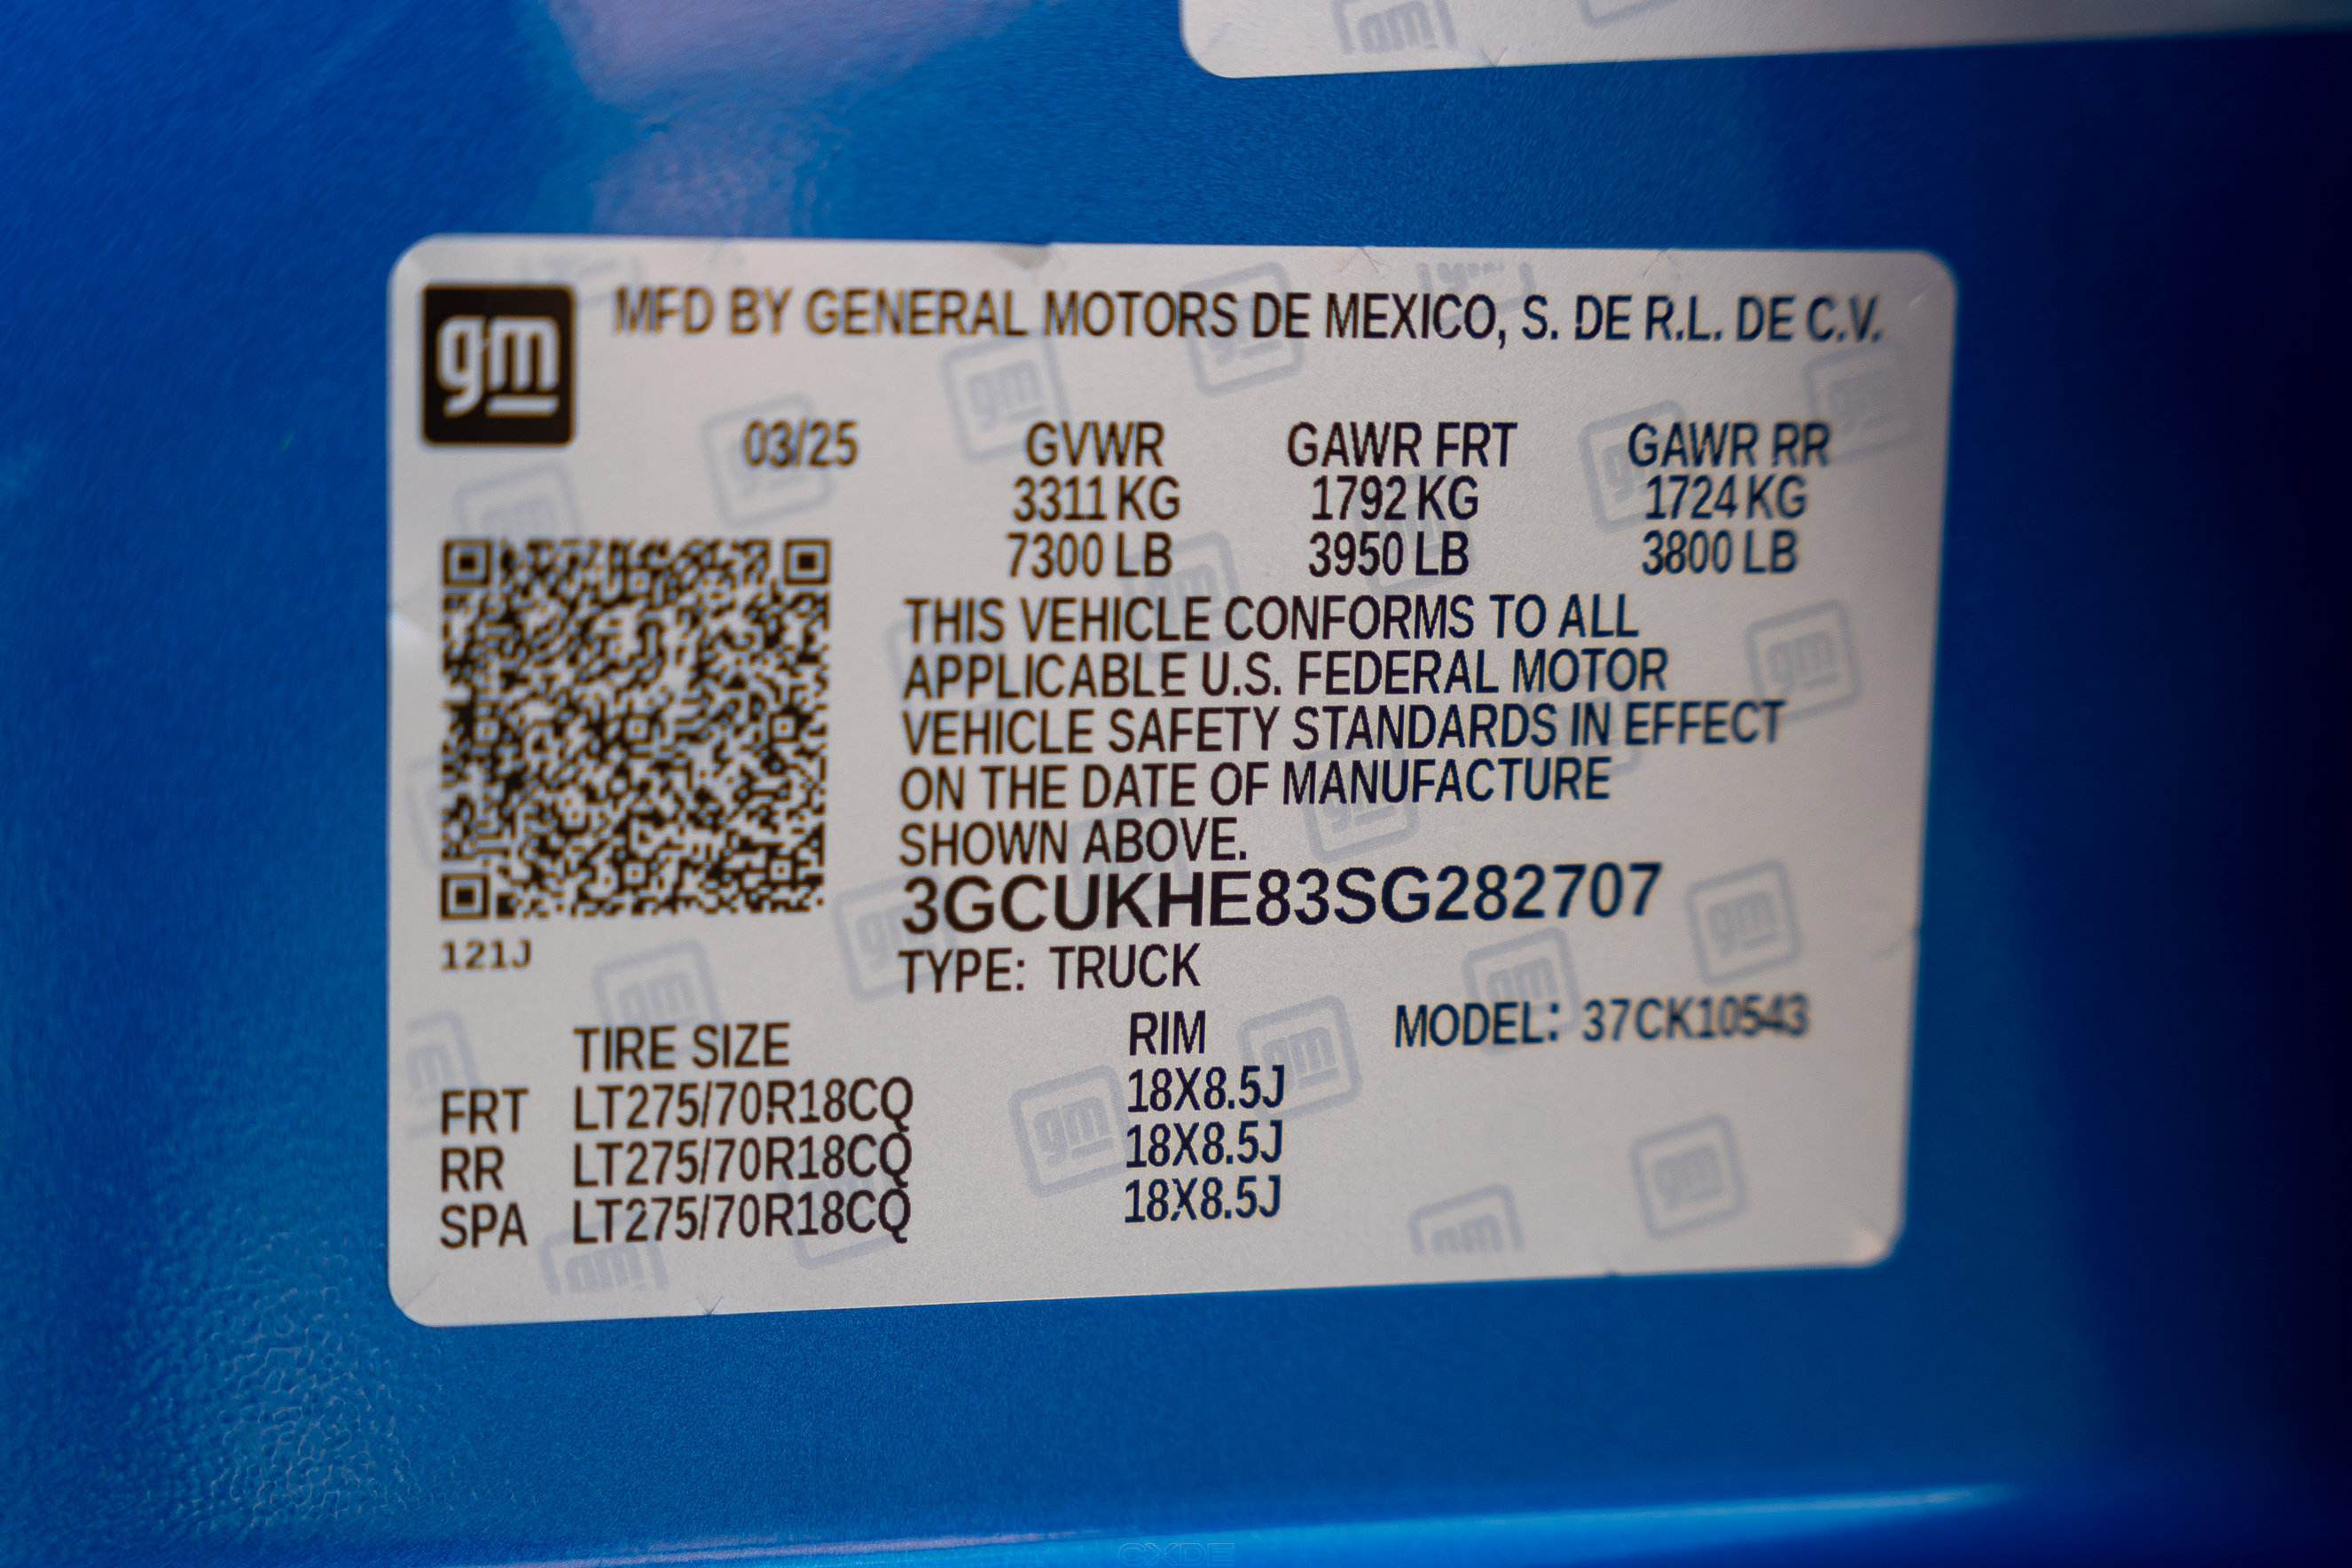 gm
MFD BY GENERAL MOTORS DE MEXICO, S. DE R.L. DE C.V.
03/25 GVWR GAWR FRT GAWR RR
3311 KG 1792 KG 1724 KG
7300 LB 3950 LB 3800 LB
THIS VEHICLE CONFORMS TO ALL
APPLICABLE U.S. FEDERAL MOTOR
VEHICLE SAFETY STANDARDS IN EFFECT
ON THE DATE OF MANUFACTURE
SHOWN ABOVE.
3GCUKHE83SG282707
121J
TYPE: TRUCK
TIRE SIZE RIM MODEL: 37CK10543
FRT LT275/70R18CQ 18X8.5J
RR LT275/70R18CQ 18X8.5J
SPA LT275/70R18CQ 18X8.5J
CXDE